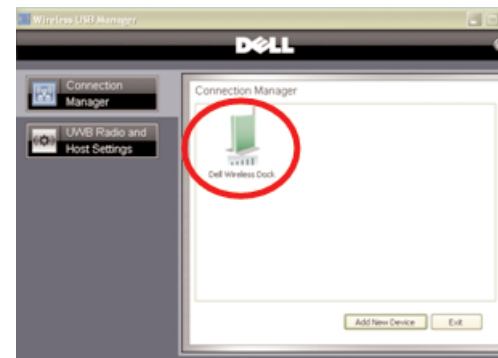 Wireless USB Manager
DELL
Connection
Manager
UWB Radio and
Host Settings
Connection Manager
Dell Wireless Dock
Add New Device
Exit